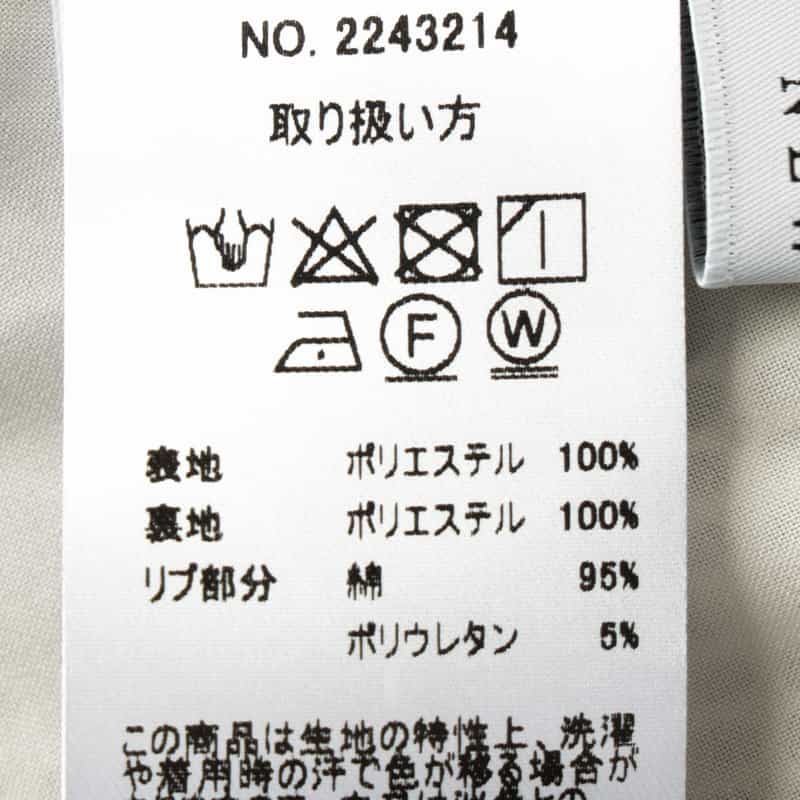 NO. 2243214
取り扱い方
F W
表地 ポリエステル 100%
裏地 ポリエステル 100%
リブ部分 綿 95%
ポリウレタン 5%
この商品は生地の特性上、洗濯
や着用時の汗で色が移る場合が